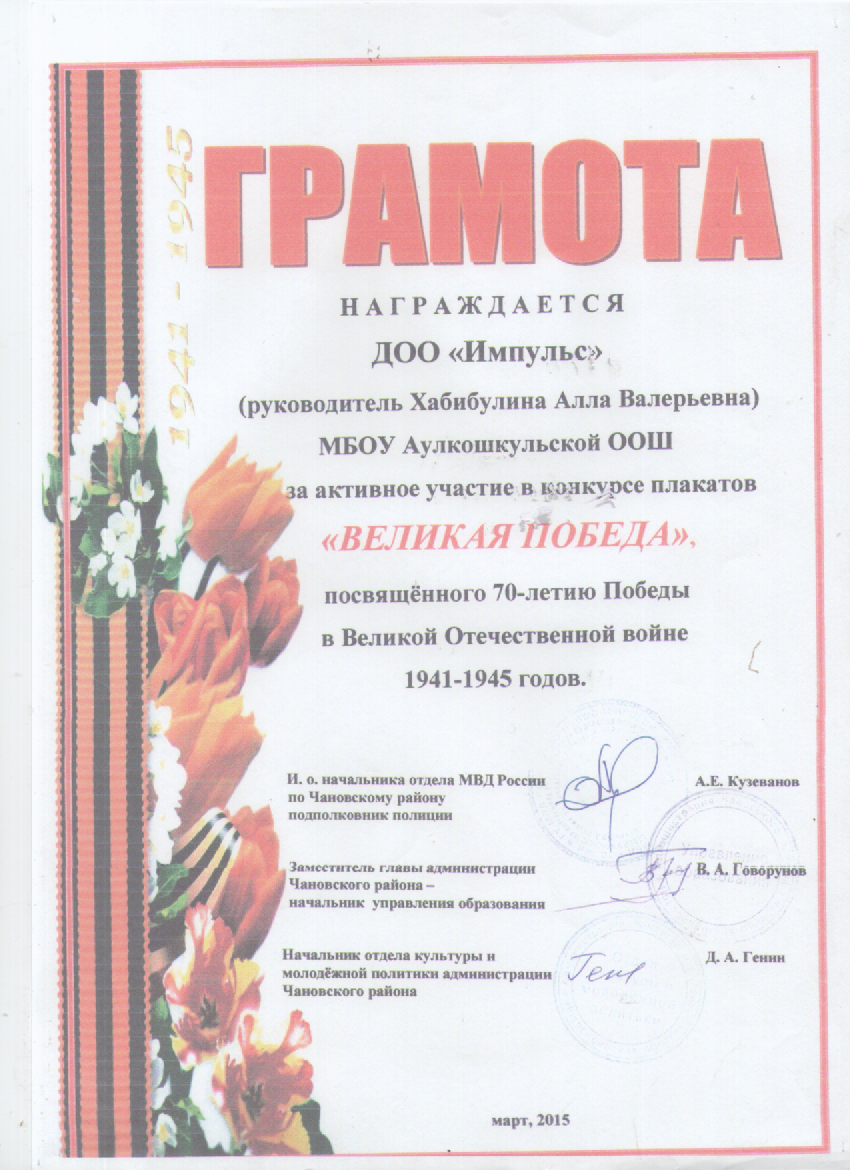 1941 - 1945
ГРАМОТА
НАГРАЖДАЕТСЯ
ДОО «Импульс»
(руководитель Хабибулина Алла Валерьевна)
МБОУ Аулкошкульской ООШ
за активное участие в конкурсе плакатов
«ВЕЛИКАЯ ПОБЕДА»,
посвящённого 70-летию Победы
в Великой Отечественной войне
1941-1945 годов.
И. о. начальника отдела МВД России
по Чановскому району
подполковник полиции
А.Е. Кузеванов
Заместитель главы администрации
Чановского района –
начальник управления образования
В. А. Говорунов
Начальник отдела культуры и
молодёжной политики администрации
Чановского района
Д. А. Генин
март, 2015